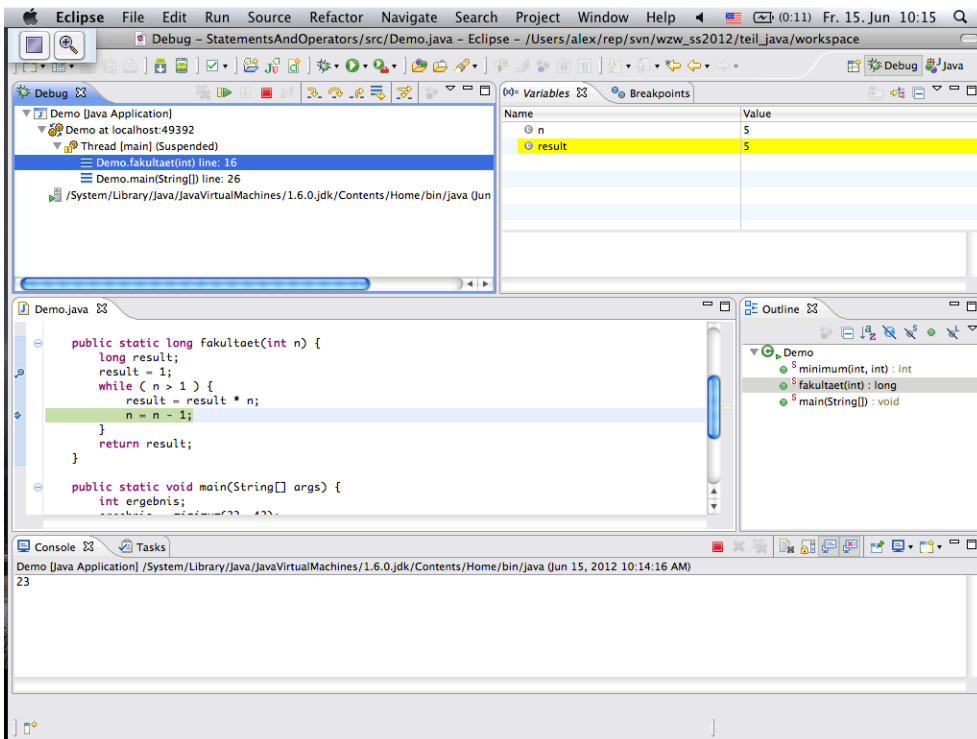 Eclipse File Edit Run Source Refactor Navigate Search Project Window Help (0:11) Fr. 15. Jun 10:15
Debug – StatementsAndOperators/src/Demo.java – Eclipse – /Users/alex/rep/svn/wzw_ss2012/teil_java/workspace
Debug Java
Debug
Demo [Java Application]
Demo at localhost:49392
Thread [main] (Suspended)
Demo.fakultaet(int) line: 16
Demo.main(String[]) line: 26
/System/Library/Java/JavaVirtualMachines/1.6.0.jdk/Contents/Home/bin/java (Jun
(x)= Variables Breakpoints
Name Value
n 5
result 5
Demo.java
public static long fakultaet(int n) {
long result;
result = 1;
while ( n > 1 ) {
result = result * n;
n = n - 1;
}
return result;
}
public static void main(String[] args) {
int ergebnis;
Outline
Demo
minimum(int, int) : int
fakultaet(int) : long
main(String[]) : void
Console Tasks
Demo [Java Application] /System/Library/Java/JavaVirtualMachines/1.6.0.jdk/Contents/Home/bin/java (Jun 15, 2012 10:14:16 AM)
23